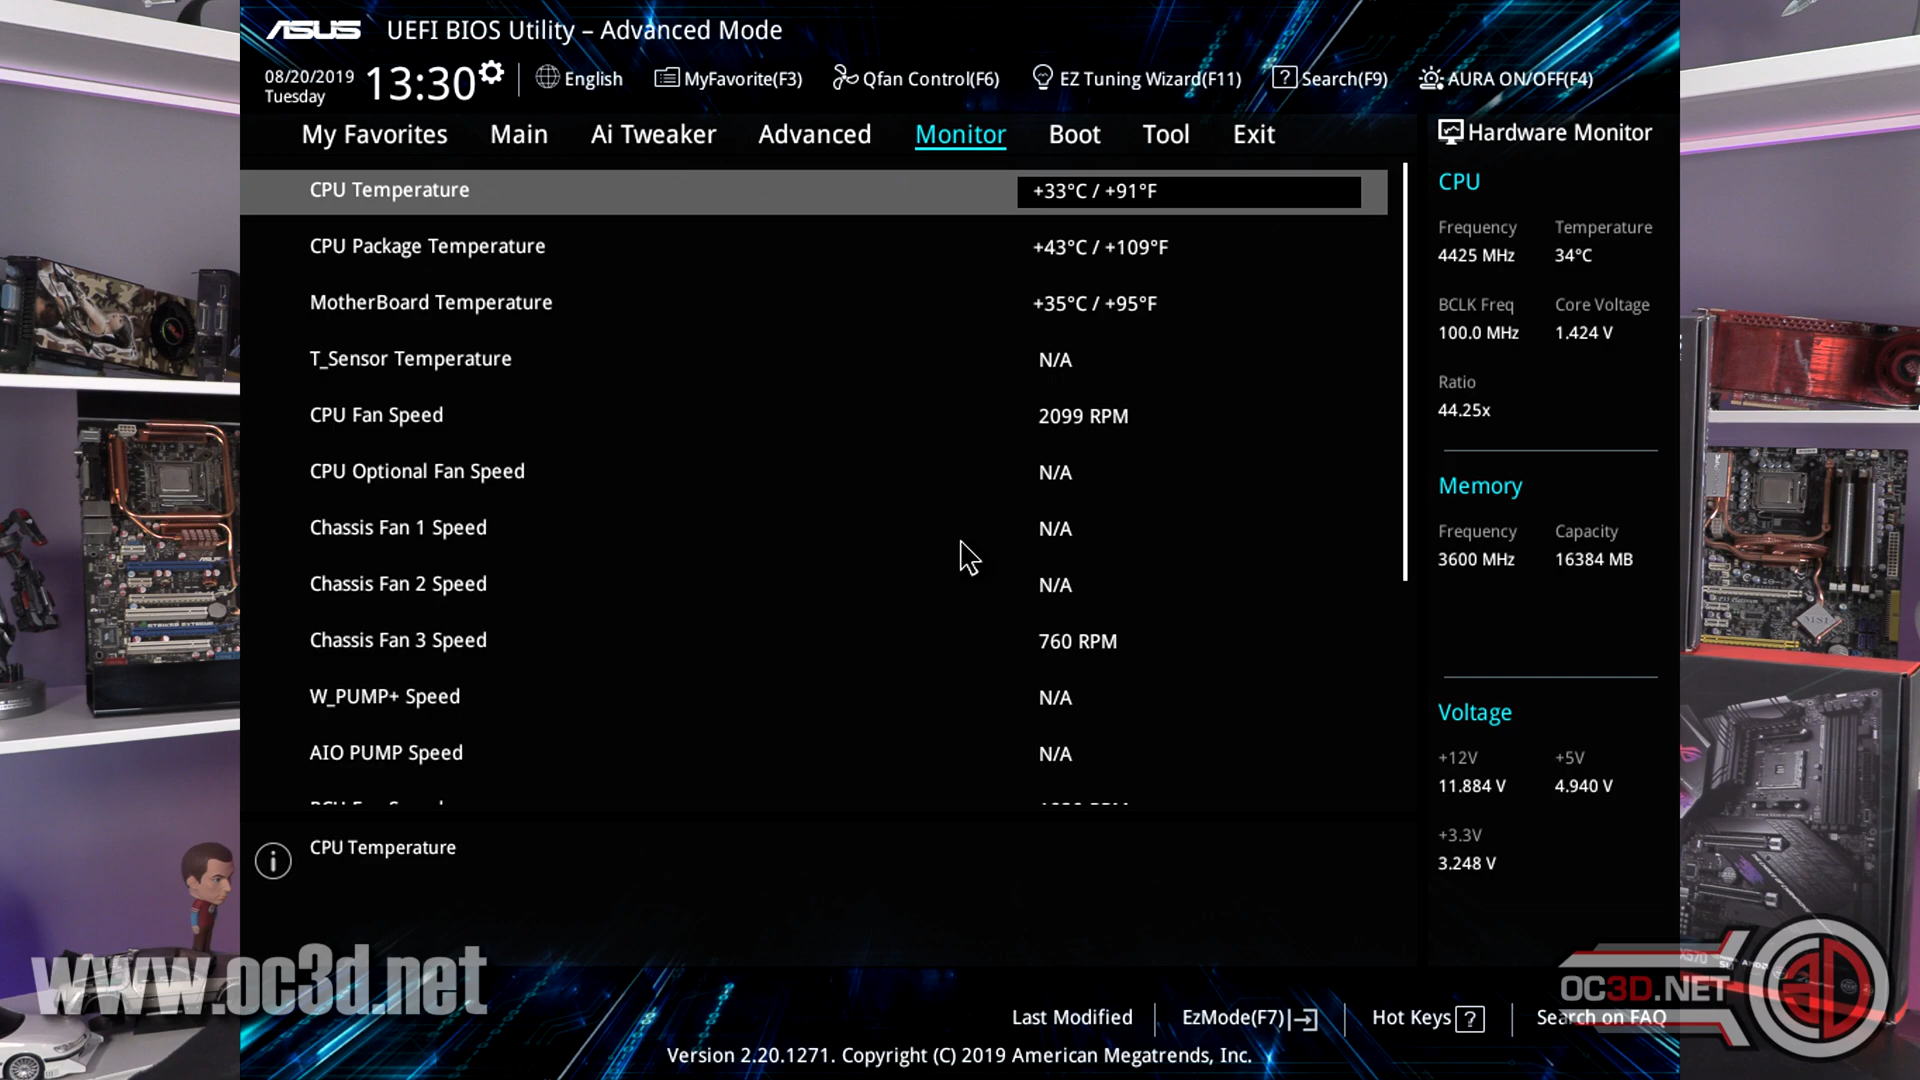 ASUS UEFI BIOS Utility – Advanced Mode
08/20/2019
Tuesday
13:30
English
MyFavorite(F3)
Qfan Control(F6)
EZ Tuning Wizard(F11)
Search(F9)
AURA ON/OFF(F4)
My Favorites Main Ai Tweaker Advanced Monitor Boot Tool Exit
CPU Temperature +33°C / +91°F
CPU Package Temperature +43°C / +109°F
MotherBoard Temperature +35°C / +95°F
T_Sensor Temperature N/A
CPU Fan Speed 2099 RPM
CPU Optional Fan Speed N/A
Chassis Fan 1 Speed N/A
Chassis Fan 2 Speed N/A
Chassis Fan 3 Speed 760 RPM
W_PUMP+ Speed N/A
AIO PUMP Speed N/A
CPU Temperature
Hardware Monitor
CPU
Frequency Temperature
4425 MHz 34°C
BCLK Freq Core Voltage
100.0 MHz 1.424 V
Ratio
44.25x
Memory
Frequency Capacity
3600 MHz 16384 MB
Voltage
+12V +5V
11.884 V 4.940 V
+3.3V
3.248 V
Last Modified
EzMode(F7)
Hot Keys ?
Search on FAQ
Version 2.20.1271. Copyright (C) 2019 American Megatrends, Inc.
www.oc3d.net
OC3D.NET